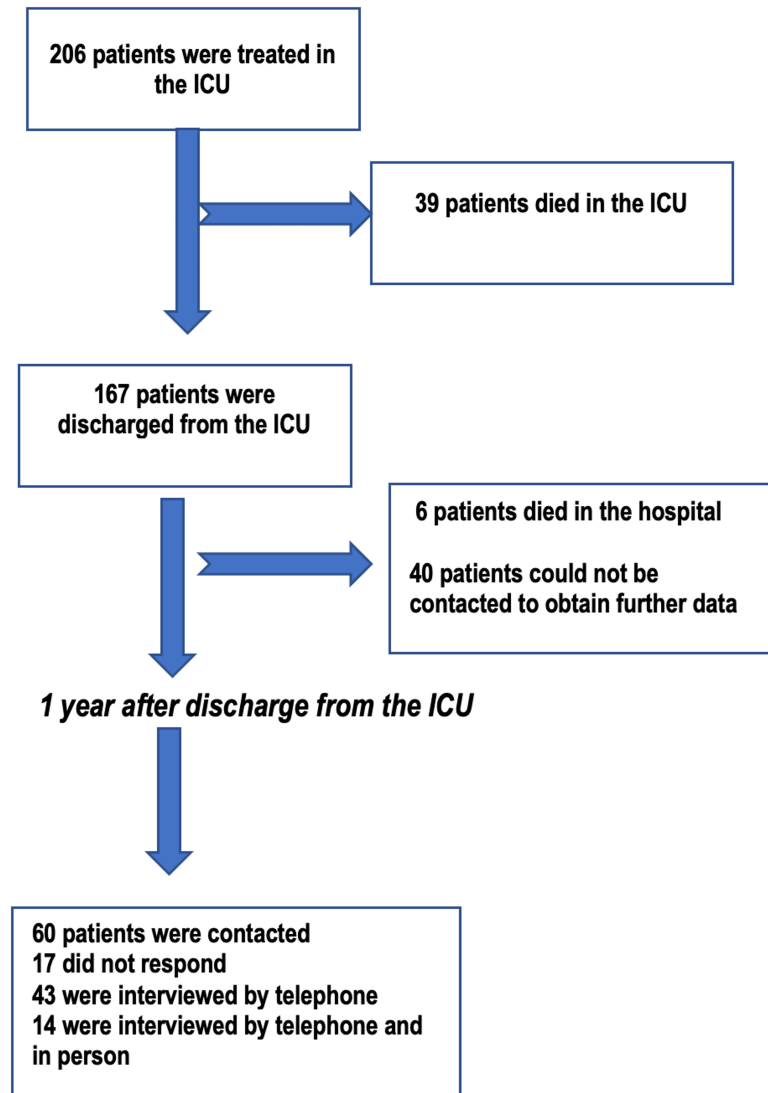 206 patients were treated in
the ICU
39 patients died in the ICU
167 patients were
discharged from the ICU
6 patients died in the hospital
40 patients could not be
contacted to obtain further data
1 year after discharge from the ICU
60 patients were contacted
17 did not respond
43 were interviewed by telephone
14 were interviewed by telephone and
in person